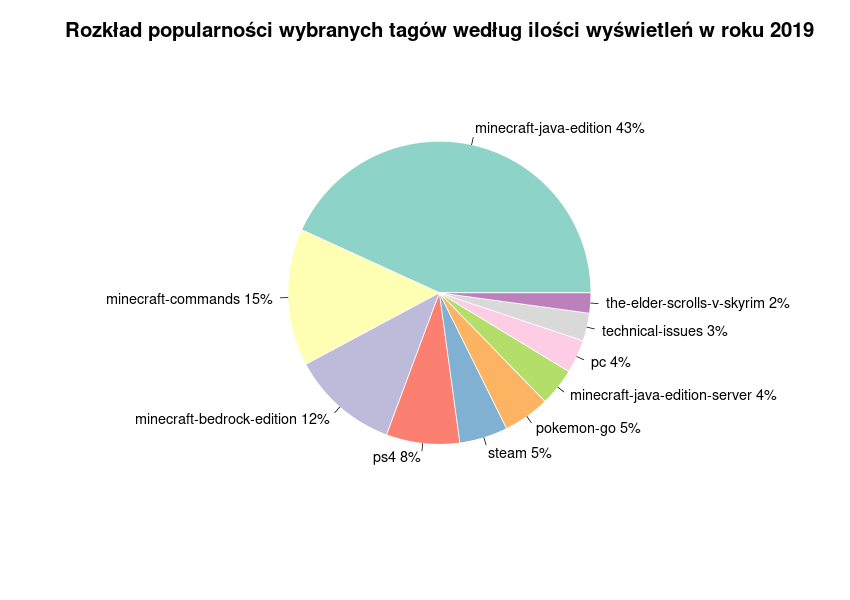 Rozkład popularności wybranych tagów według ilości wyświetleń w roku 2019
minecraft-java-edition 43%
minecraft-commands 15%
minecraft-bedrock-edition 12%
ps4 8%
steam 5%
pokemon-go 5%
minecraft-java-edition-server 4%
pc 4%
technical-issues 3%
the-elder-scrolls-v-skyrim 2%